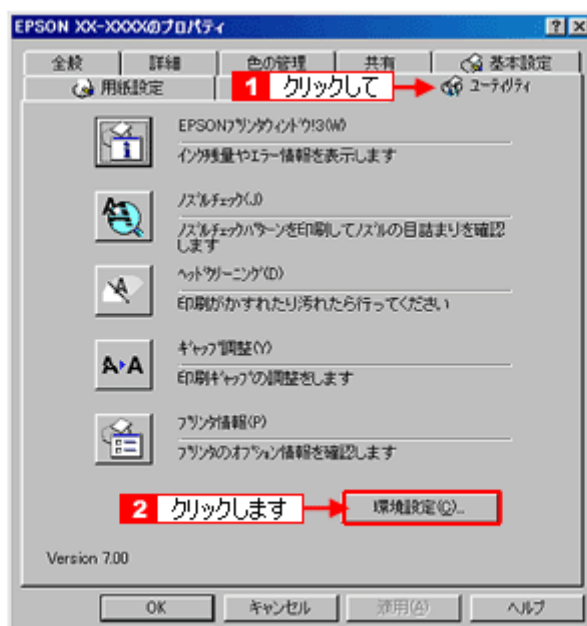 EPSON XX-XXXXのプロパティ
全般 詳細 色の管理 共有 基本設定
用紙設定 1 クリックして ユーティリティ
EPSONプリンタウィンドウ!3(W)
インク残量やエラー情報を表示します
ノズルチェック(J)
ノズルチェックパターンを印刷してノズルの目詰まりを確認
します
ヘッドクリーニング(D)
印刷がかすれたり汚れたら行ってください
ギャップ調整(Y)
印刷ギャップの調整をします
プリンタ情報(P)
プリンタのオプション情報を確認します
2 クリックします 環境設定(C)...
Version 7.00
OK キャンセル 適用(A) ヘルプ